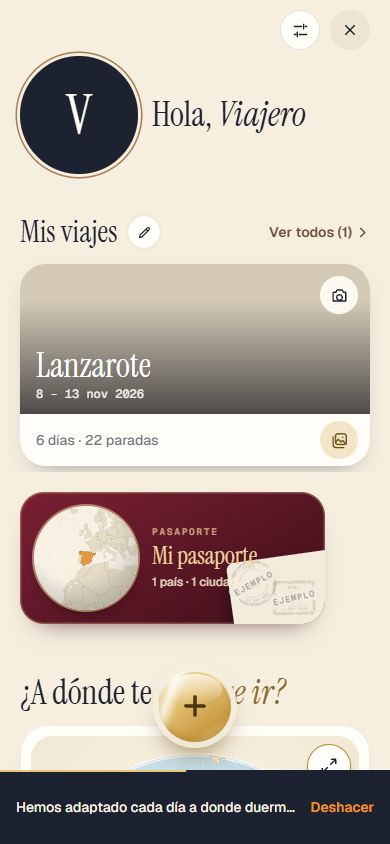 V
Hola, Viajero
Mis viajes
Ver todos (1)
Lanzarote
8 – 13 nov 2026
6 días · 22 paradas
PASAPORTE
Mi pasaporte
1 país · 1 ciudad
EJEMPLO
EJEMPLO
¿A dónde te
ir?
Hemos adaptado cada día a donde duerm...
Deshacer